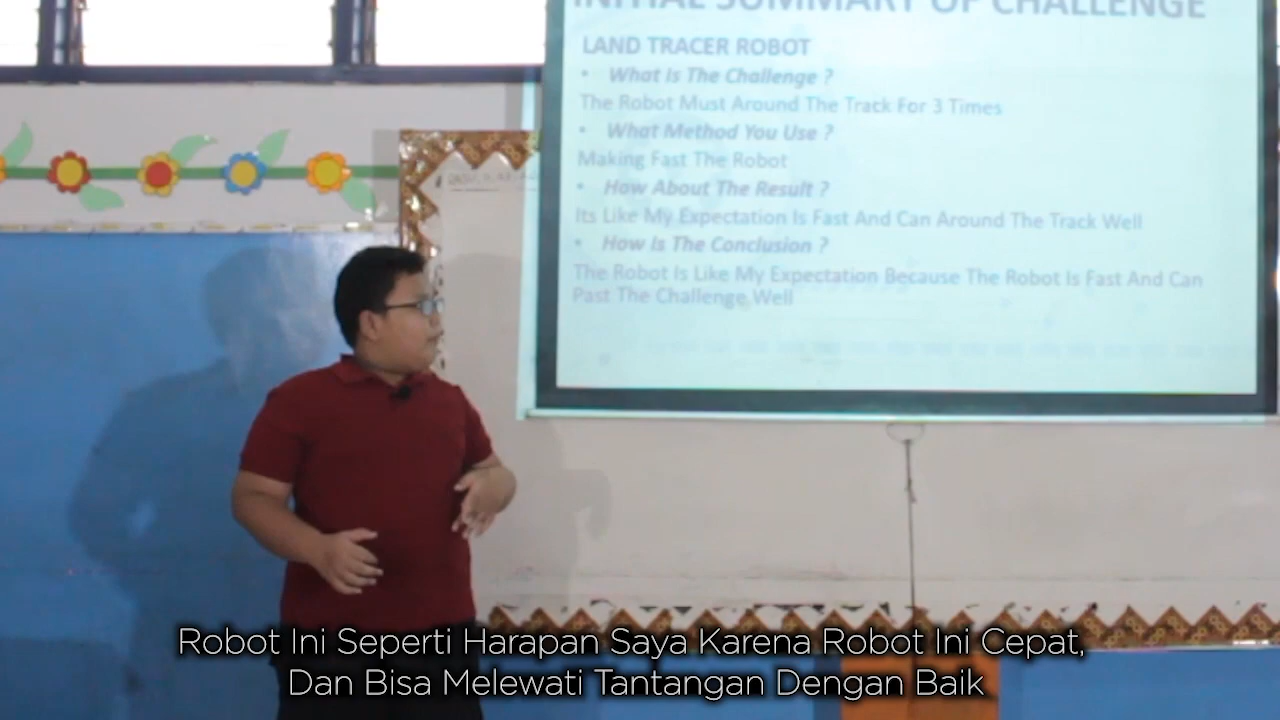 INITIAL SUMMARY OF CHALLENGE
LAND TRACER ROBOT
• What Is The Challenge ?
The Robot Must Around The Track For 3 Times
• What Method You Use ?
Making Fast The Robot
• How About The Result ?
Its Like My Expectation Is Fast And Can Around The Track Well
• How Is The Conclusion ?
The Robot Is Like My Expectation Because The Robot Is Fast And Can
Past The Challenge Well
Robot Ini Seperti Harapan Saya Karena Robot Ini Cepat,
Dan Bisa Melewati Tantangan Dengan Baik